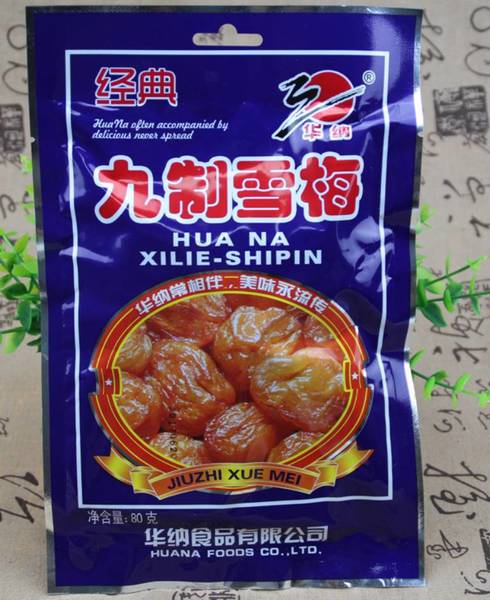 经典
HuaNa often accompanied by
delicious never spread
®
华纳
九制雪梅
HUA NA
XILIE-SHIPIN
华纳常相伴,美味永流传
JIUZHI XUE MEI
净含量:80克
华纳食品有限公司
HUANA FOODS CO.,LTD.